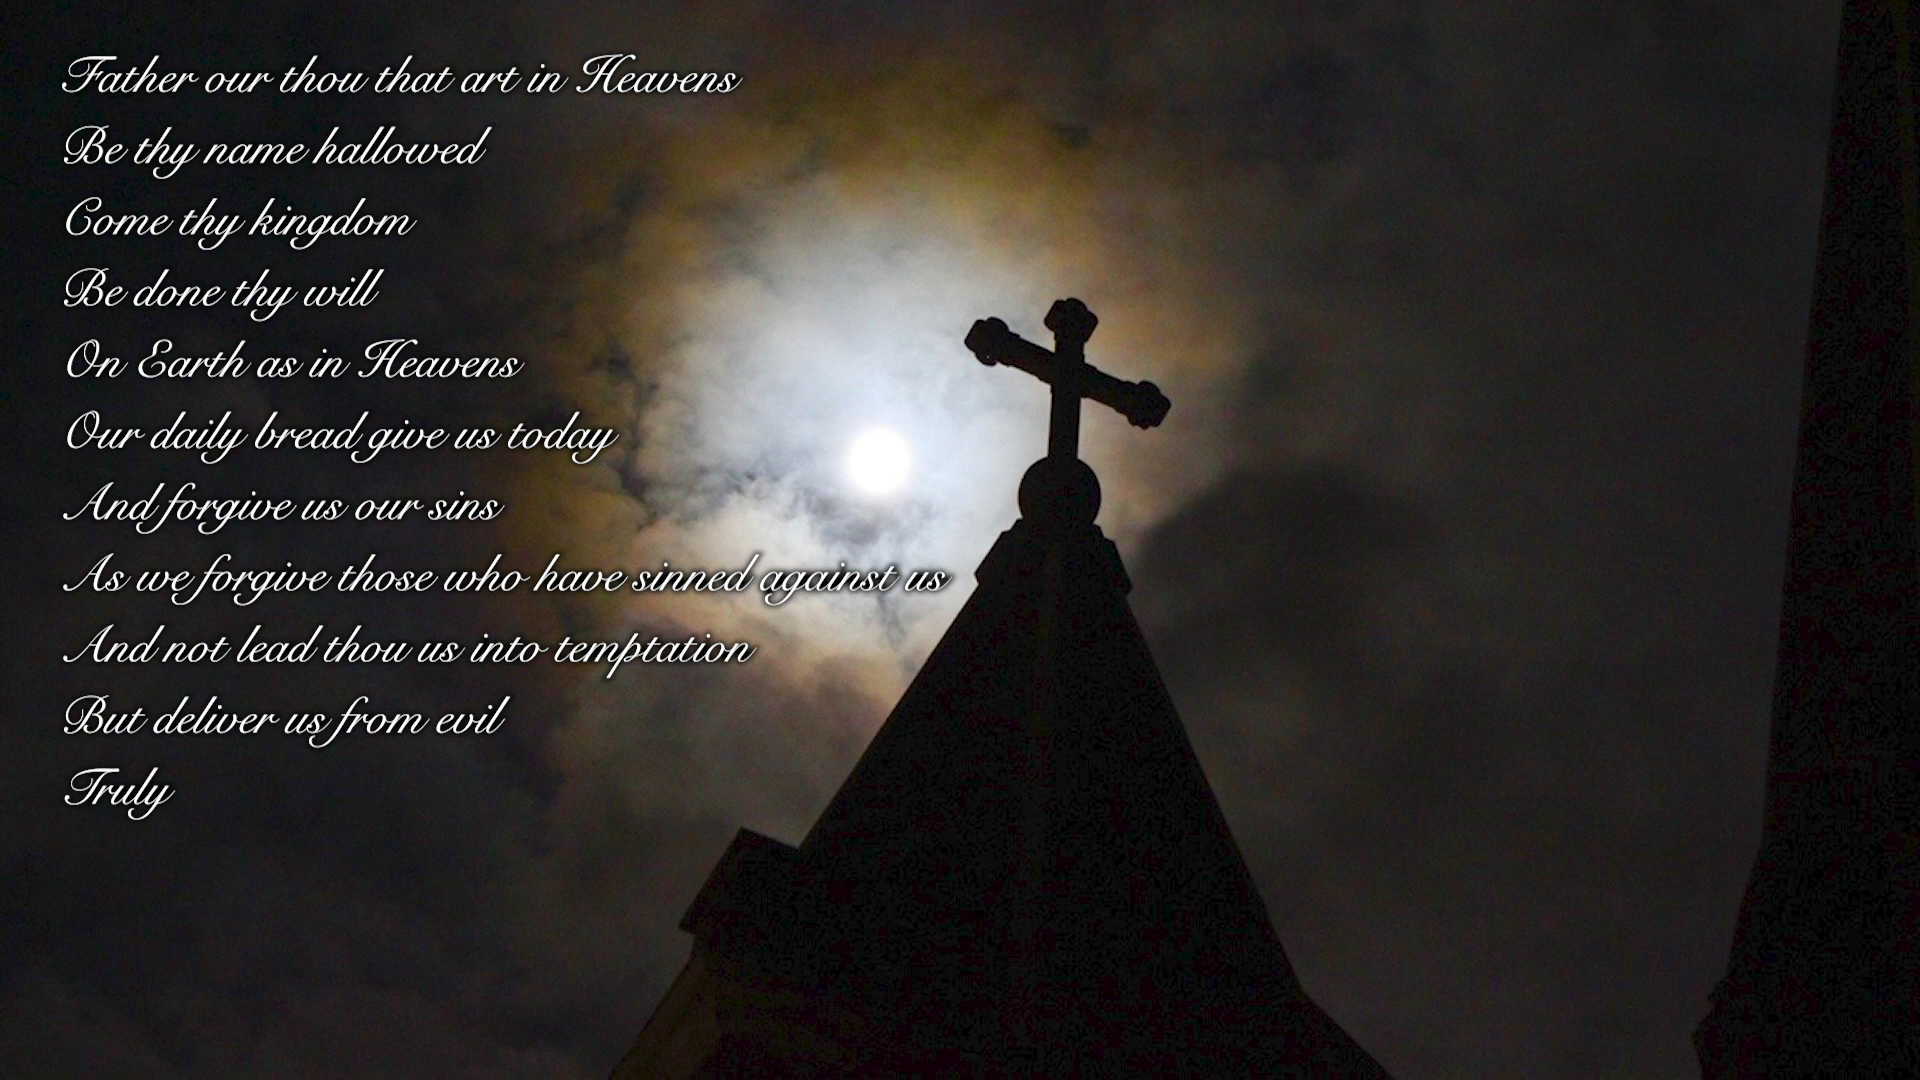 Father our thou that art in Heavens
Be thy name hallowed
Come thy kingdom
Be done thy will
On Earth as in Heavens
Our daily bread give us today
And forgive us our sins
As we forgive those who have sinned against us
And not lead thou us into temptation
But deliver us from evil
Truly